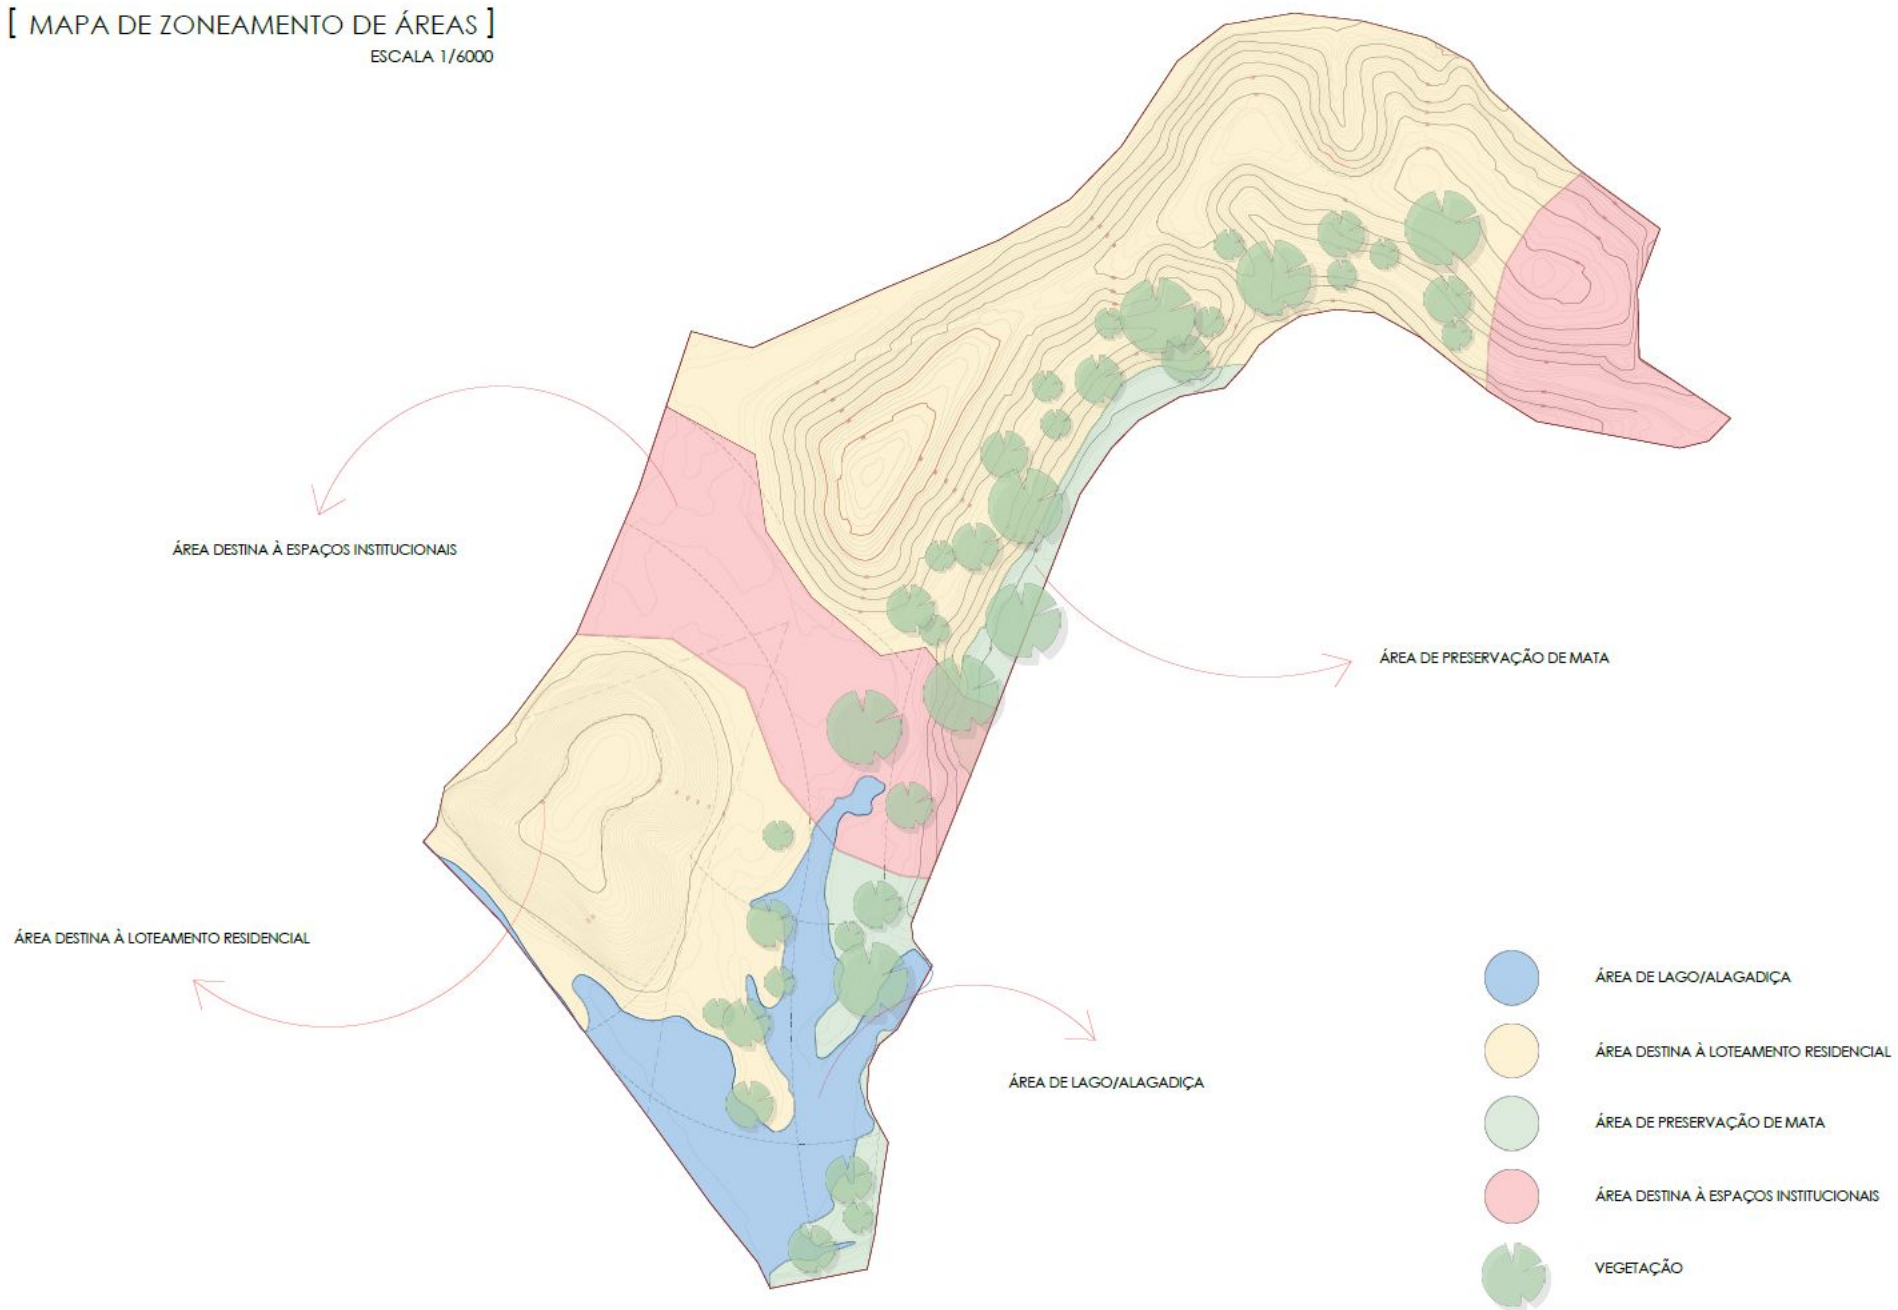 [ MAPA DE ZONEAMENTO DE ÁREAS ]
ESCALA 1/6000
ÁREA DESTINA À ESPAÇOS INSTITUCIONAIS
ÁREA DE PRESERVAÇÃO DE MATA
ÁREA DESTINA À LOTEAMENTO RESIDENCIAL
ÁREA DE LAGO/ALAGADIÇA
ÁREA DE LAGO/ALAGADIÇA
ÁREA DESTINA À LOTEAMENTO RESIDENCIAL
ÁREA DE PRESERVAÇÃO DE MATA
ÁREA DESTINA À ESPAÇOS INSTITUCIONAIS
VEGETAÇÃO